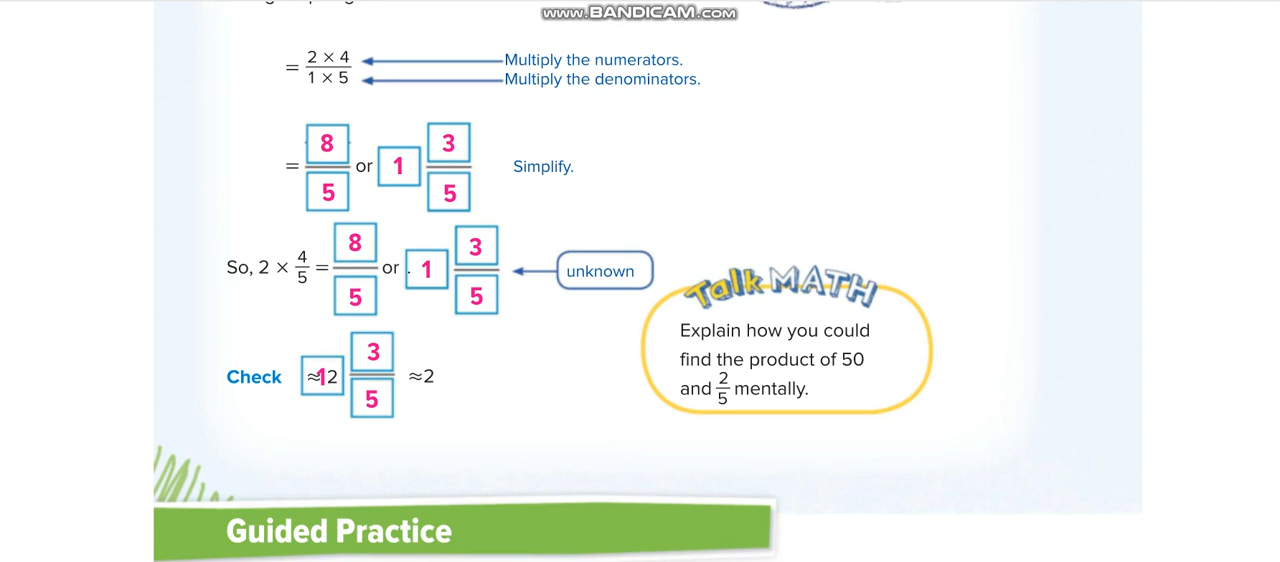 www.BANDICAM.com
= 2 × 4 / 1 × 5 Multiply the numerators.
Multiply the denominators.
= 8/5 or 1 3/5 Simplify.
So, 2 × 4/5 = 8/5 or 1 3/5 unknown
Talk MATH
Explain how you could
find the product of 50
and 2/5 mentally.
Check 1 3/5 ≈2
Guided Practice